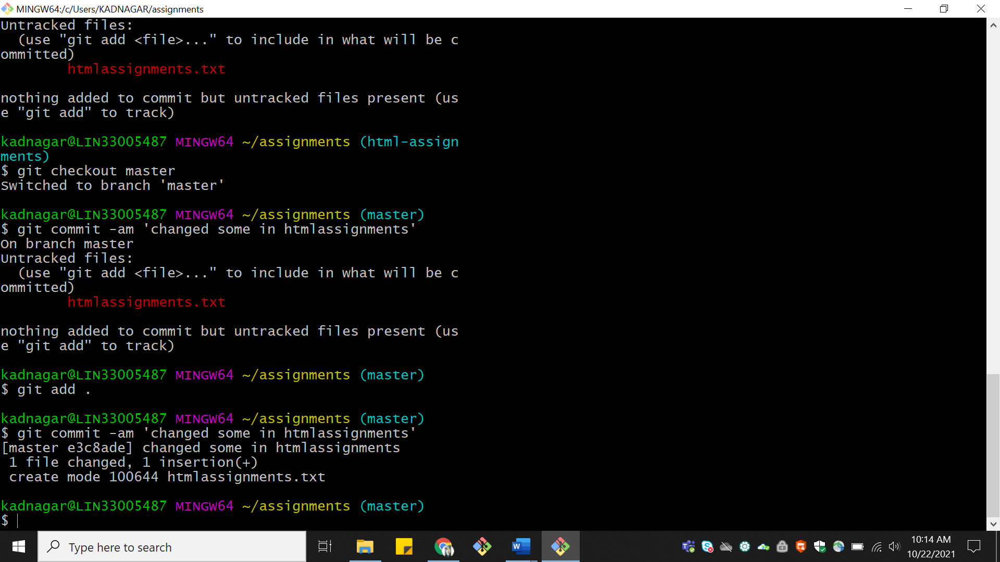 MINGW64:/c/Users/KADNAGAR/assignments
Untracked files:
  (use "git add <file>..." to include in what will be c
ommitted)
        htmlassignments.txt

nothing added to commit but untracked files present (us
e "git add" to track)

kadnagar@LIN33005487 MINGW64 ~/assignments (html-assign
ments)
$ git checkout master
Switched to branch 'master'

kadnagar@LIN33005487 MINGW64 ~/assignments (master)
$ git commit -am 'changed some in htmlassignments'
On branch master
Untracked files:
  (use "git add <file>..." to include in what will be c
ommitted)
        htmlassignments.txt

nothing added to commit but untracked files present (us
e "git add" to track)

kadnagar@LIN33005487 MINGW64 ~/assignments (master)
$ git add .

kadnagar@LIN33005487 MINGW64 ~/assignments (master)
$ git commit -am 'changed some in htmlassignments'
[master e3c8ade] changed some in htmlassignments
 1 file changed, 1 insertion(+)
 create mode 100644 htmlassignments.txt

kadnagar@LIN33005487 MINGW64 ~/assignments (master)
$
Type here to search
10:14 AM
10/22/2021